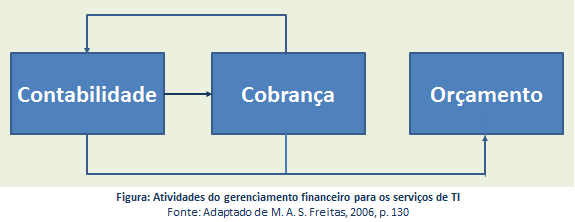 Contabilidade
Cobrança
Orçamento
Figura: Atividades do gerenciamento financeiro para os serviços de TI
Fonte: Adaptado de M. A. S. Freitas, 2006, p. 130